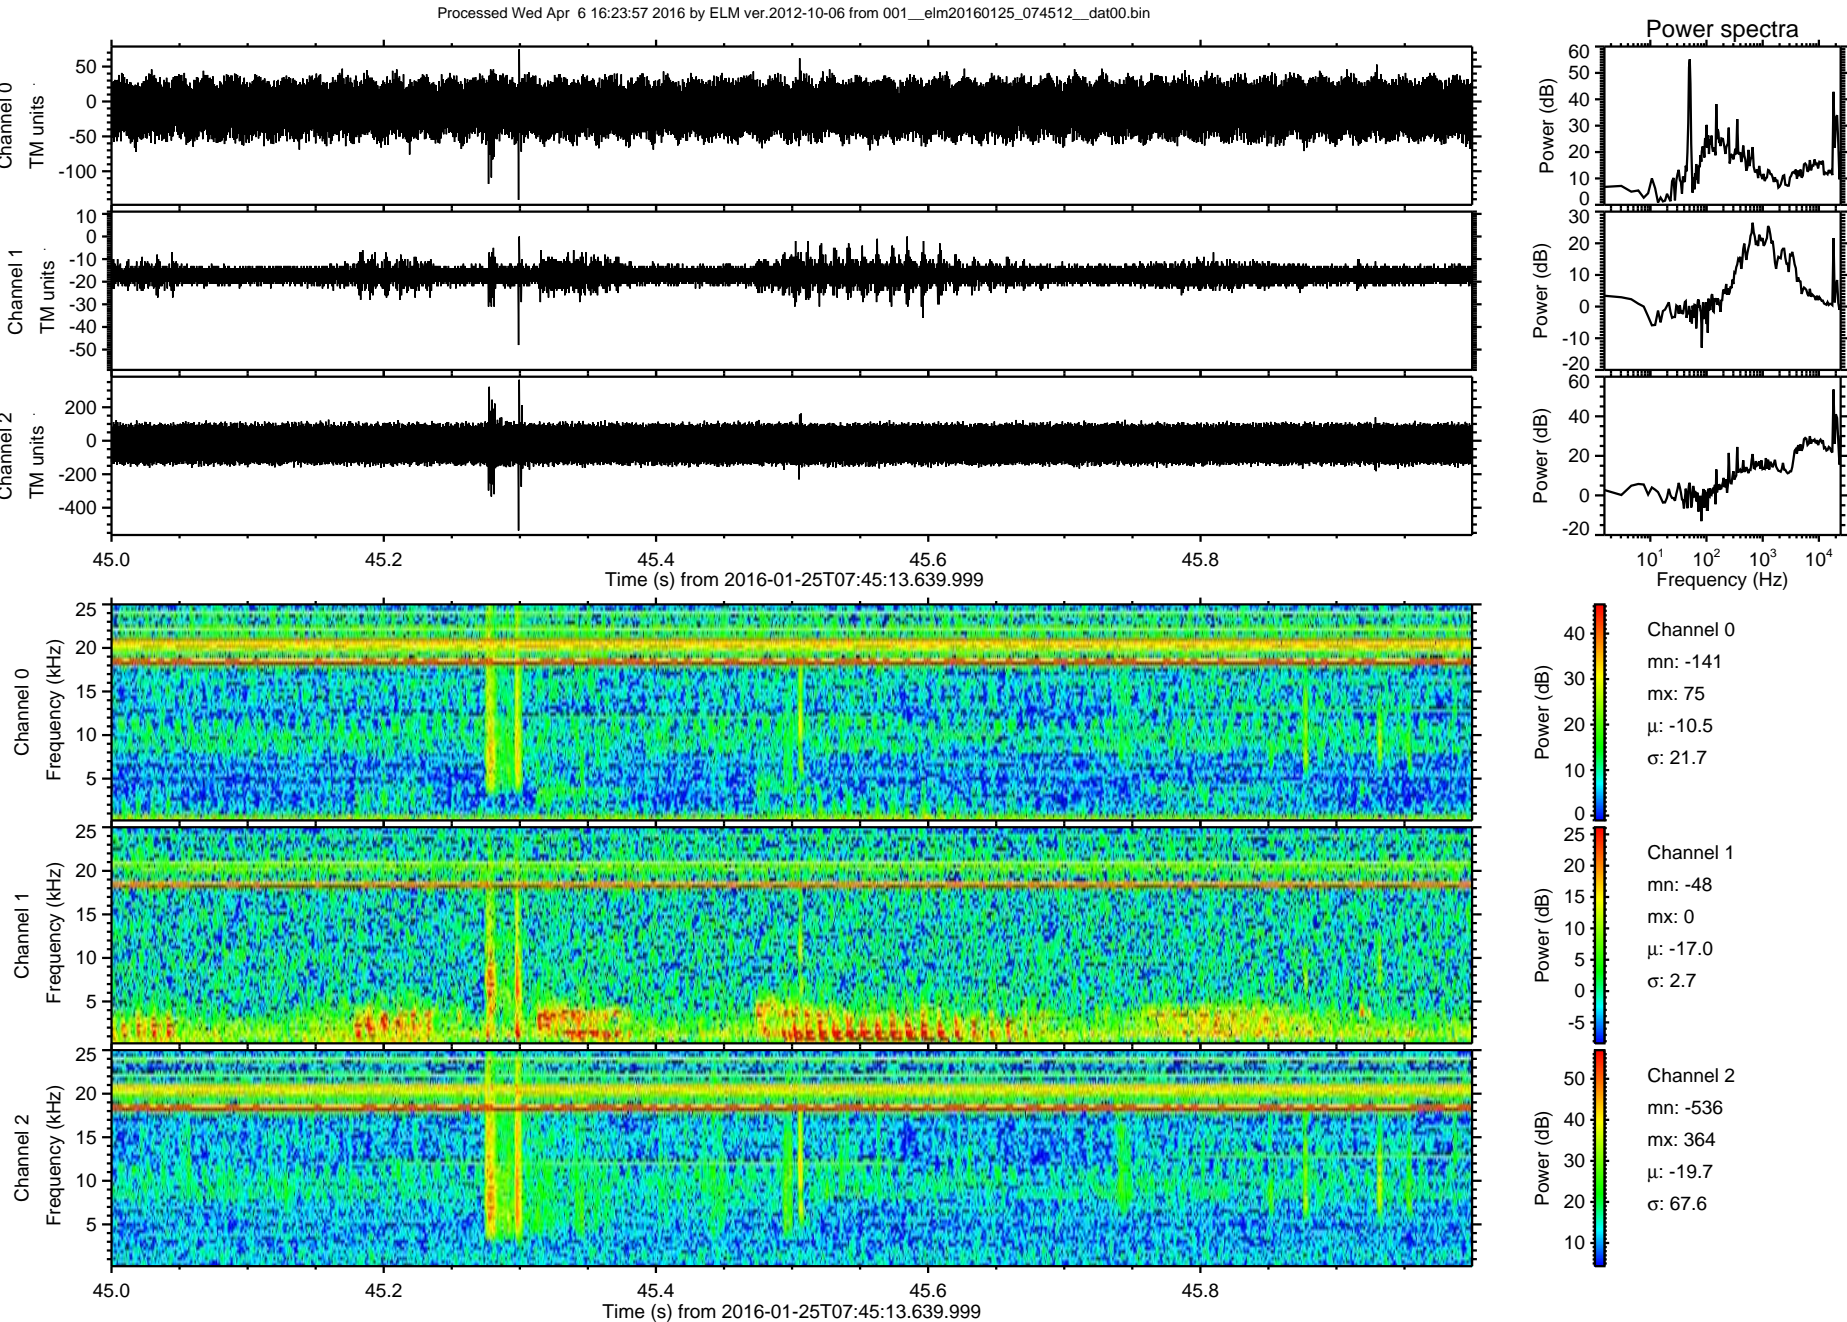 Processed Wed Apr  6 16:23:57 2016 by ELM ver.2012-10-06 from 001__elm20160125_074512__dat00.bin
Power spectra
Channel 0
TM units
50
0
-50
-100
Power (dB)
60
50
40
30
20
10
0
Channel 1
TM units
10
0
-10
-20
-30
-40
-50
Power (dB)
30
20
10
0
-10
-20
Channel 2
TM units
200
0
-200
-400
Power (dB)
60
40
20
0
-20
45.0 45.2 45.4 45.6 45.8
Time (s) from 2016-01-25T07:45:13.639.999
10^1 10^2 10^3 10^4
Frequency (Hz)
Channel 0
Frequency (kHz)
25
20
15
10
5
Power (dB)
40
30
20
10
0
Channel 0
mn: -141
mx: 75
μ: -10.5
σ: 21.7
Channel 1
Frequency (kHz)
25
20
15
10
5
Power (dB)
25
20
15
10
5
0
-5
Channel 1
mn: -48
mx: 0
μ: -17.0
σ: 2.7
Channel 2
Frequency (kHz)
25
20
15
10
5
Power (dB)
50
40
30
20
10
Channel 2
mn: -536
mx: 364
μ: -19.7
σ: 67.6
45.0 45.2 45.4 45.6 45.8
Time (s) from 2016-01-25T07:45:13.639.999